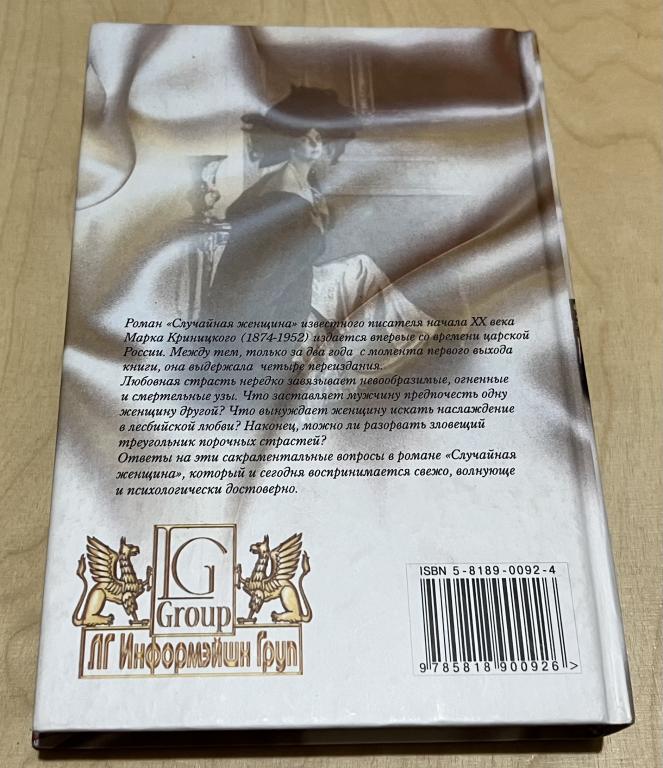 Роман «Случайная женщина» известного писателя начала XX века
Марка Криницкого (1874-1952) издается впервые со времени царской
России. Между тем, только за два года с момента первого выхода
книги, она выдержала четыре переиздания.
Любовная страсть нередко завязывает невообразимые, огненные
и смертельные узы. Что заставляет мужчину предпочесть одну
женщину другой? Что вынуждает женщину искать наслаждение
в лесбийской любви? Наконец, можно ли разорвать зловещий
треугольник порочных страстей?
Ответы на эти сакраментальные вопросы в романе «Случайная
женщина», который и сегодня воспринимается свежо, волнующе
и психологически достоверно.
LG
Group
ЛГ Информэйшн Груп
ISBN 5-8189-0092-4
9 785818 900926 >